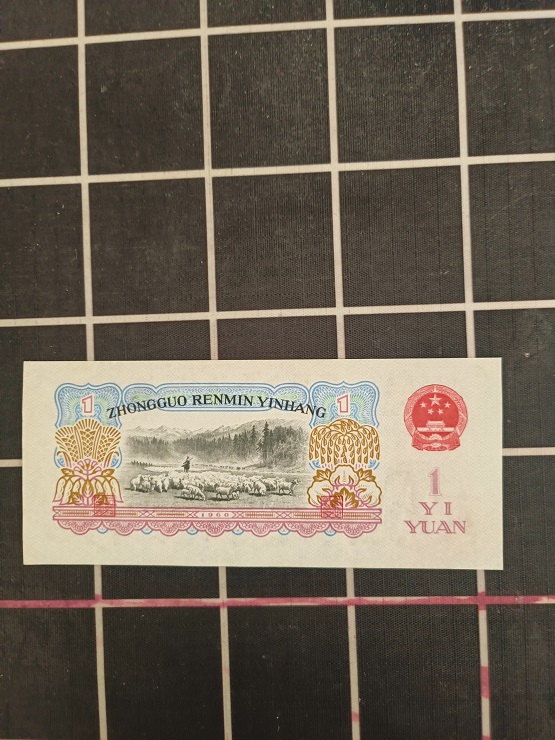 1 1
ZHONGGUO RENMIN YINHANG
1960
1
YI
YUAN